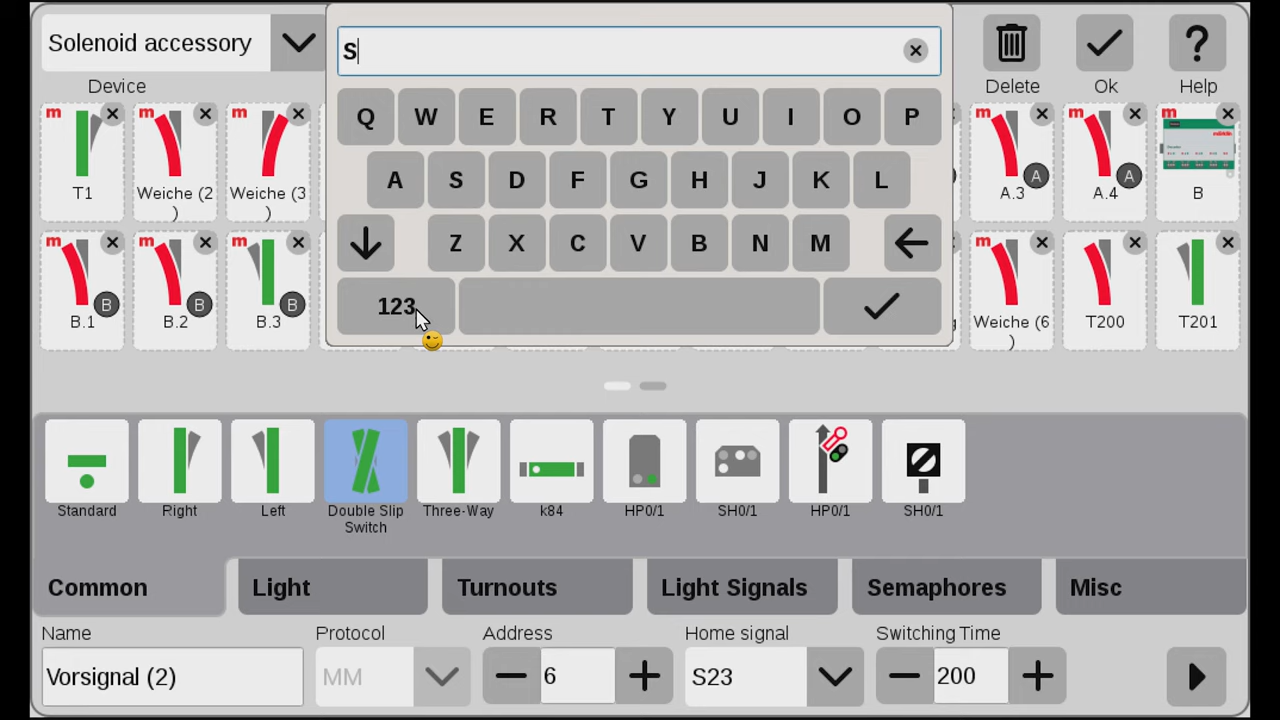 Solenoid accessory
Device
S
Q W E R T Y U I O P
A S D F G H J K L
Z X C V B N M
123
Delete
Ok
Help
m
T1
m
Weiche (2
)
m
Weiche (3
)
m
A.3
A
m
A.4
A
m
B
m
B.1
B
m
B.2
B
m
B.3
B
m
Weiche (6
)
m
T200
T201
Standard
Right
Left
Double Slip
Switch
Three-Way
k84
HP0/1
SH0/1
HP0/1
SH0/1
Common
Light
Turnouts
Light Signals
Semaphores
Misc
Name
Protocol
Address
Home signal
Switching Time
Vorsignal (2)
MM
6
S23
200